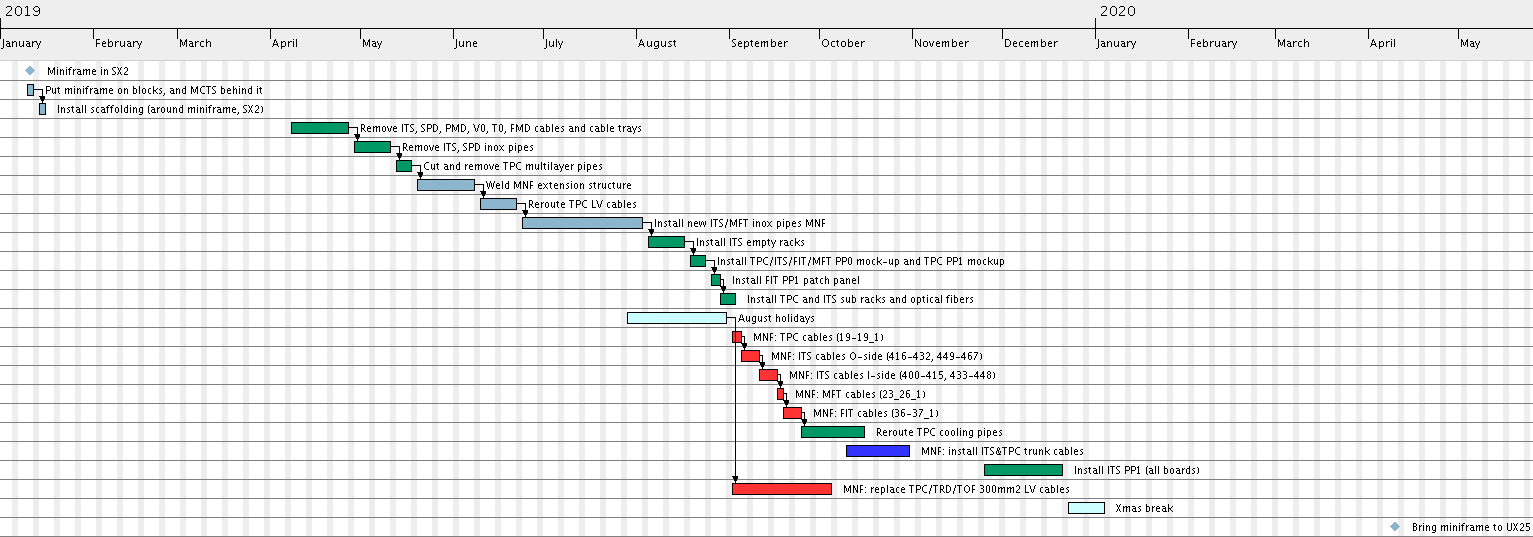 2019 2020
January February March April May June July August September October November December January February March April May
Miniframe in SX2
Put miniframe on blocks, and MCTS behind it
Install scaffolding (around miniframe, SX2)
Remove ITS, SPD, PMD, V0, T0, FMD cables and cable trays
Remove ITS, SPD inox pipes
Cut and remove TPC multilayer pipes
Weld MNF extension structure
Reroute TPC LV cables
Install new ITS/MFT inox pipes MNF
Install ITS empty racks
Install TPC/ITS/FIT/MFT PP0 mock-up and TPC PP1 mockup
Install FIT PP1 patch panel
Install TPC and ITS sub racks and optical fibers
August holidays
MNF: TPC cables (19-19_1)
MNF: ITS cables O-side (416-432, 449-467)
MNF: ITS cables I-side (400-415, 433-448)
MNF: MFT cables (23_26_1)
MNF: FIT cables (36-37_1)
Reroute TPC cooling pipes
MNF: install ITS&TPC trunk cables
Install ITS PP1 (all boards)
MNF: replace TPC/TRD/TOF 300mm2 LV cables
Xmas break
Bring miniframe to UX25